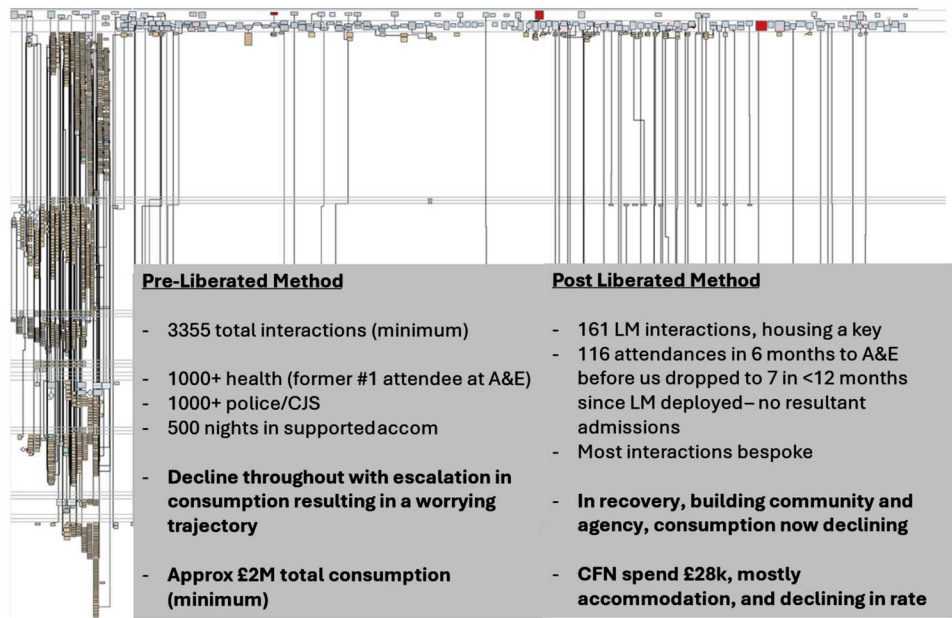 Pre-Liberated Method
- 3355 total interactions (minimum)
- 1000+ health (former #1 attendee at A&E)
- 1000+ police/CJS
- 500 nights in supported accom
- Decline throughout with escalation in
consumption resulting in a worrying
trajectory
- Approx £2M total consumption
(minimum)
Post Liberated Method
- 161 LM interactions, housing a key
- 116 attendances in 6 months to A&E
before us dropped to 7 in <12 months
since LM deployed – no resultant
admissions
- Most interactions bespoke
- In recovery, building community and
agency, consumption now declining
- CFN spend £28k, mostly
accommodation, and declining in rate